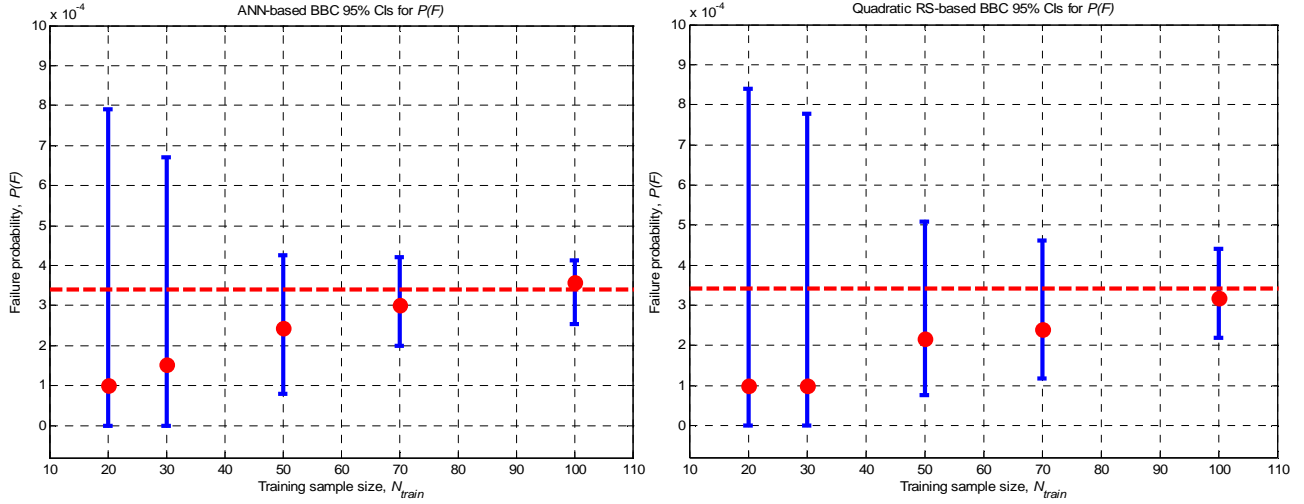 ANN-based BBC 95% CIs for P(F)
x 10⁻⁴
10
9
8
7
6
5
4
3
2
1
0
Failure probability, P(F)
10 20 30 40 50 60 70 80 90 100 110
Training sample size, N_train
Quadratic RS-based BBC 95% CIs for P(F)
x 10⁻⁴
10
9
8
7
6
5
4
3
2
1
0
Failure probability, P(F)
10 20 30 40 50 60 70 80 90 100 110
Training sample size, N_train